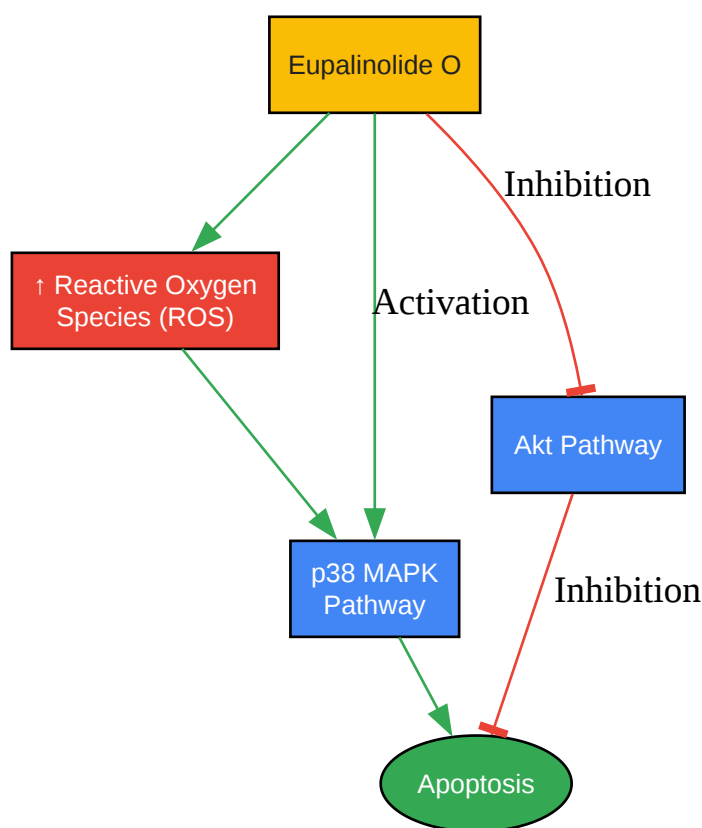 Eupalinolide O
Inhibition
↑ Reactive Oxygen
Species (ROS)
Activation
Akt Pathway
p38 MAPK
Pathway
Inhibition
Apoptosis